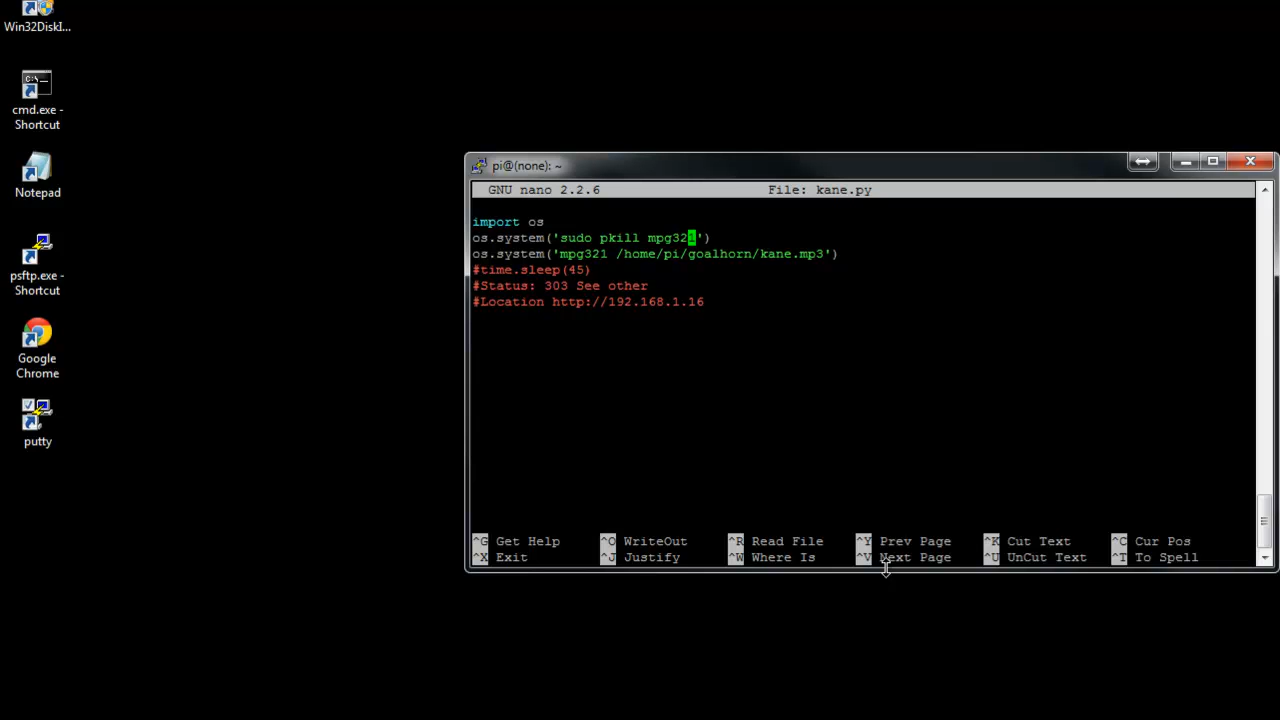 Win32DiskI...
cmd.exe -
Shortcut
Notepad
psftp.exe -
Shortcut
Google
Chrome
putty
pi@(none): ~
GNU nano 2.2.6 File: kane.py
import os
os.system('sudo pkill mpg321')
os.system('mpg321 /home/pi/goalhorn/kane.mp3')
#time.sleep(45)
#Status: 303 See other
#Location http://192.168.1.16
^G Get Help ^O WriteOut ^R Read File ^Y Prev Page ^K Cut Text ^C Cur Pos
^X Exit ^J Justify ^W Where Is ^V Next Page ^U UnCut Text ^T To Spell